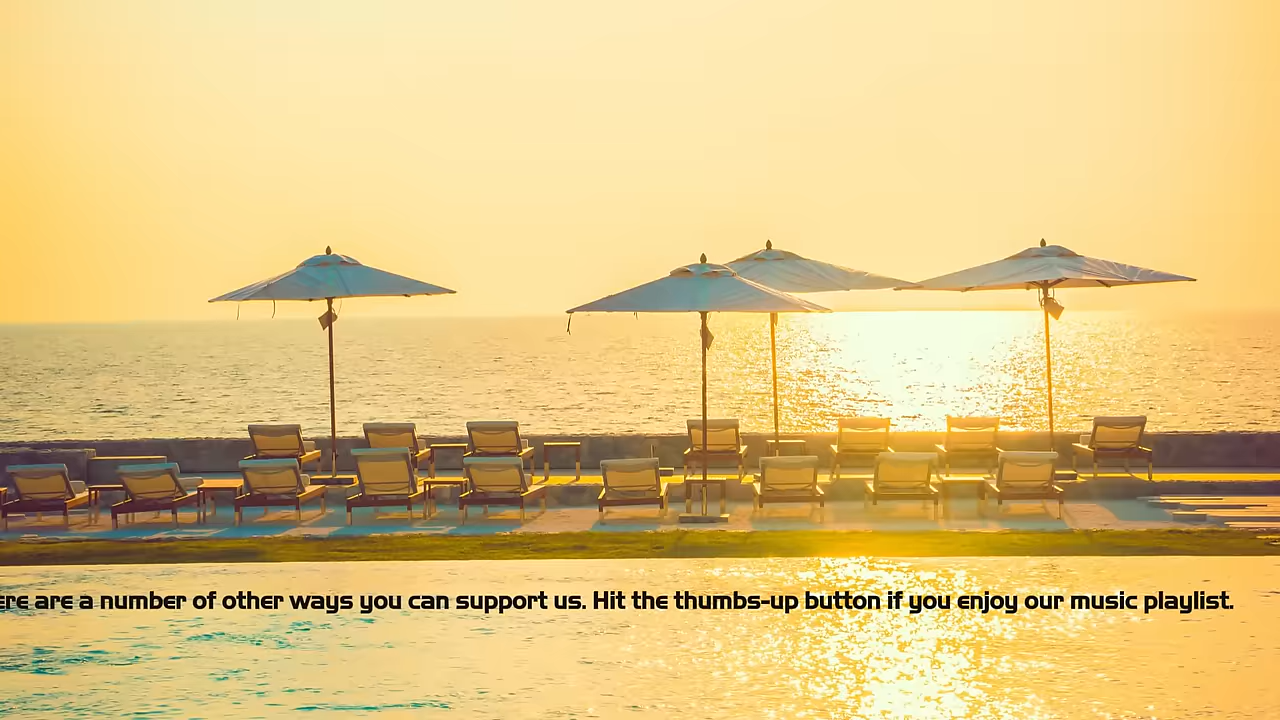 are a number of other ways you can support us. Hit the thumbs-up button if you enjoy our music playlist.